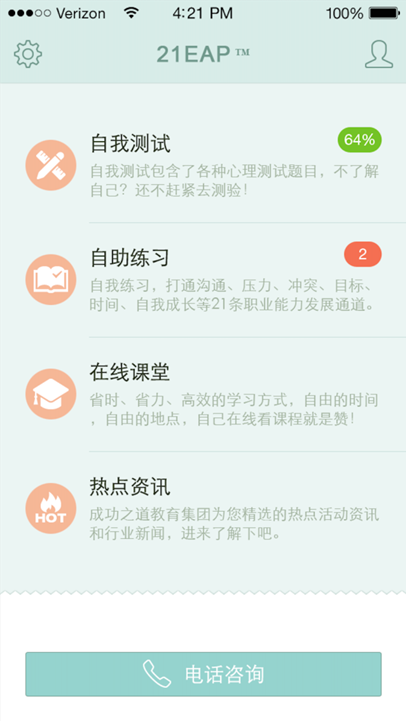 Verizon 4:21 PM 100%
21EAP™
自我测试
64%
自我测试包含了各种心理测试题目，不了解
自己？还不赶紧去测验！
自助练习
2
自我练习，打通沟通、压力、冲突、目标、
时间、自我成长等21条职业能力发展通道。
在线课堂
省时、省力、高效的学习方式，自由的时间
，自由的地点，自己在线看课程就是赞！
HOT
热点资讯
成功之道教育集团为您精选的热点活动资讯
和行业新闻，进来了解下吧。
电话咨询